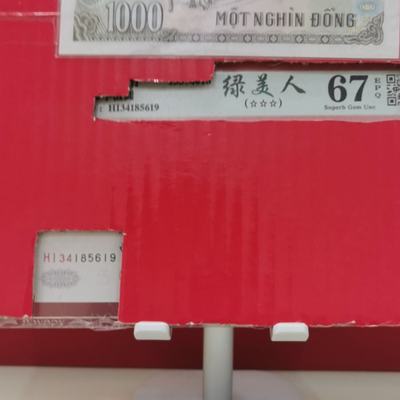 1000 MỘT NGHÌN ĐỒNG
HI34185619
绿美人
(☆☆☆)
67 EPQ
Superb Gem Unc
HI34185619